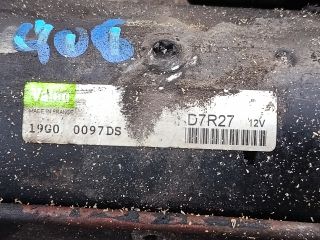 406
Valeo
MADE IN FRANCE
19G0 0097DS
D7R27 12V